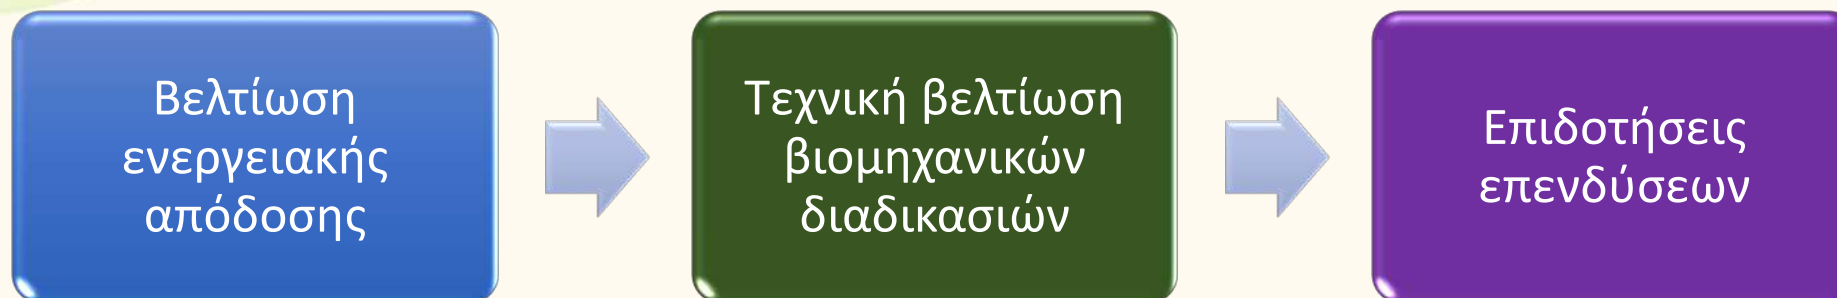 Βελτίωση
ενεργειακής
απόδοσης
Τεχνική βελτίωση
βιομηχανικών
διαδικασιών
Επιδοτήσεις
επενδύσεων